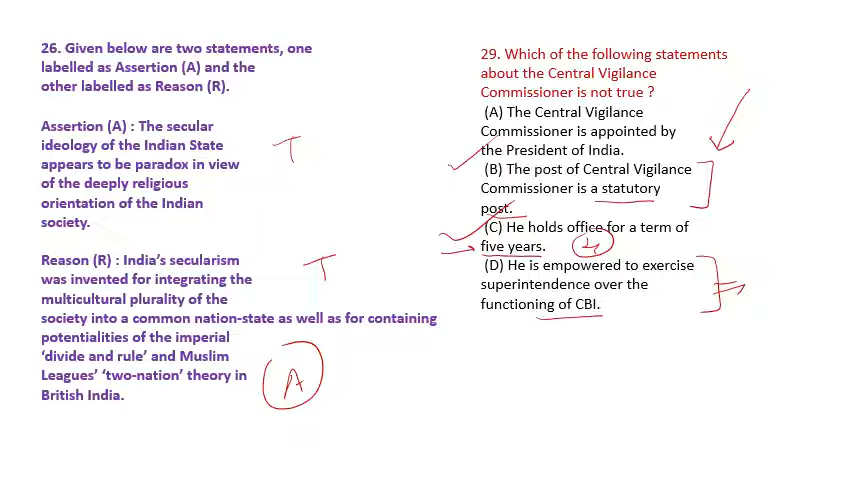 26. Given below are two statements, one
labelled as Assertion (A) and the
other labelled as Reason (R).
Assertion (A) : The secular
ideology of the Indian State
appears to be paradox in view
of the deeply religious
orientation of the Indian
society.
T
Reason (R) : India's secularism
was invented for integrating the
multicultural plurality of the
society into a common nation-state as well as for containing
potentialities of the imperial
'divide and rule' and Muslim
Leagues' 'two-nation' theory in
British India.
T
A
29. Which of the following statements
about the Central Vigilance
Commissioner is not true ?
(A) The Central Vigilance
Commissioner is appointed by
the President of India.
(B) The post of Central Vigilance
Commissioner is a statutory
post.
(C) He holds office for a term of
five years.
4
(D) He is empowered to exercise
superintendence over the
functioning of CBI.